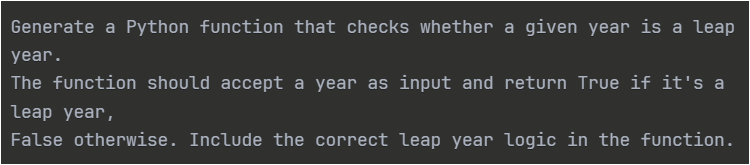 Generate a Python function that checks whether a given year is a leap
year.
The function should accept a year as input and return True if it's a
leap year,
False otherwise. Include the correct leap year logic in the function.